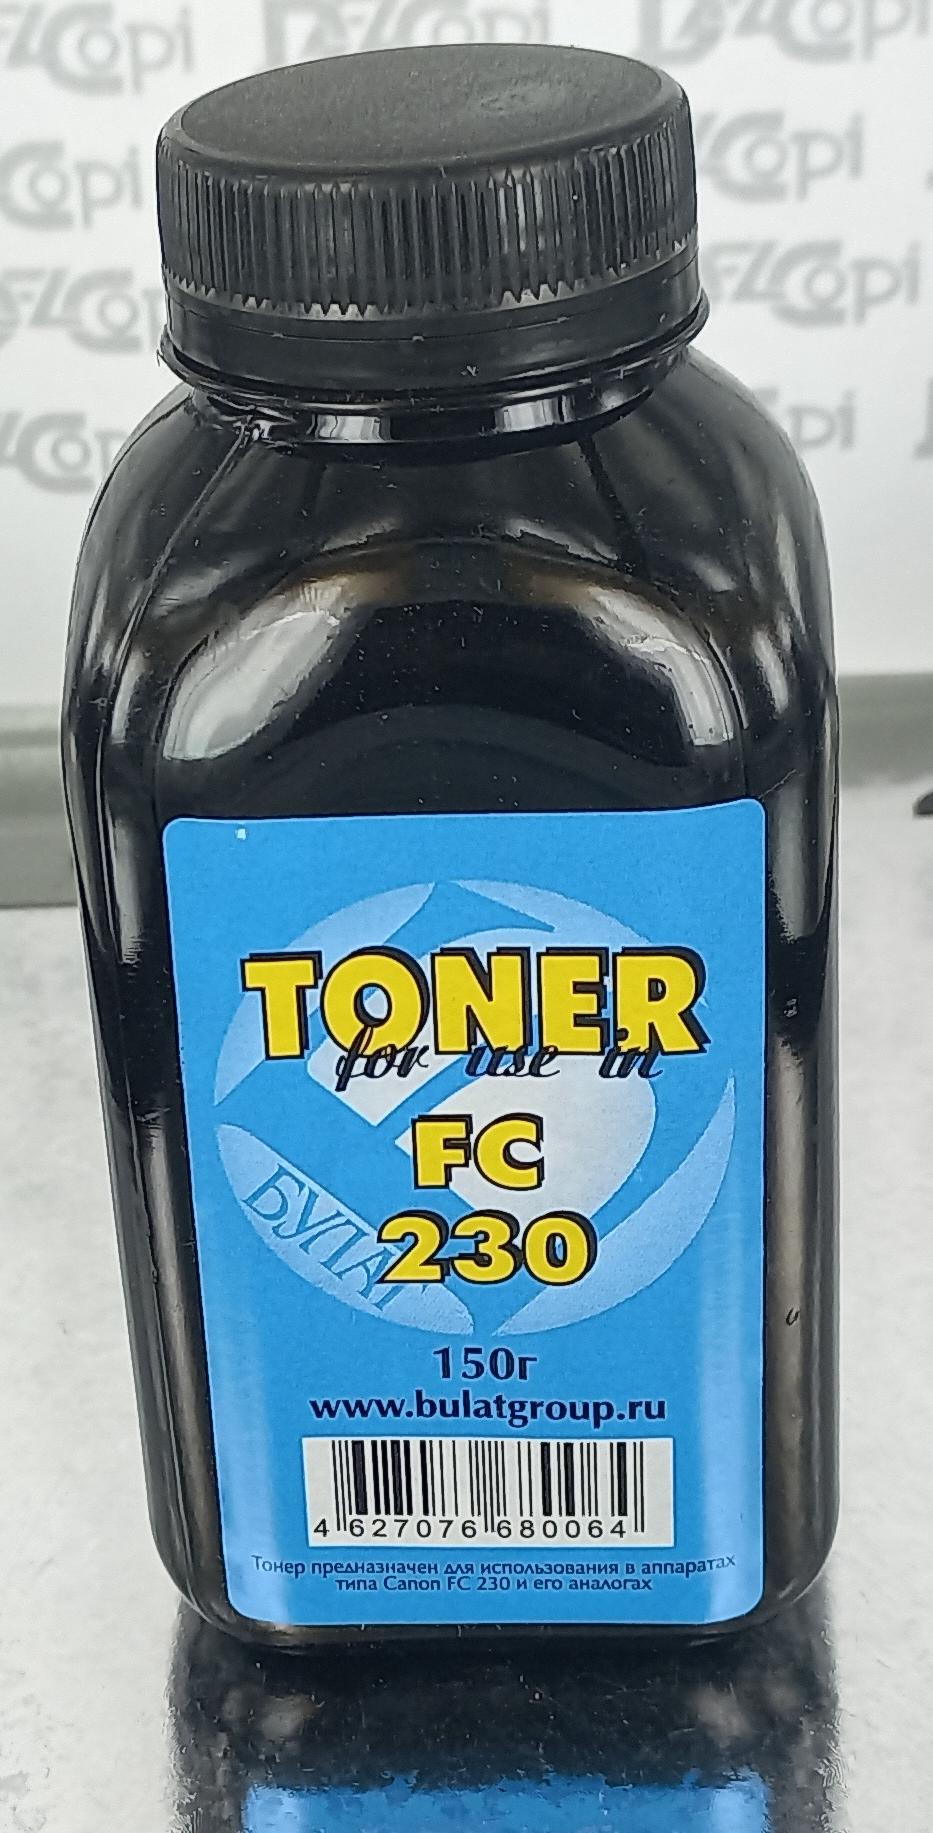 TONER
for use in
FC
230
БУЛАТ
150г
www.bulatgroup.ru
4 627076 680064
Тонер предназначен для использования в аппаратах
типа Canon FC 230 и его аналогах